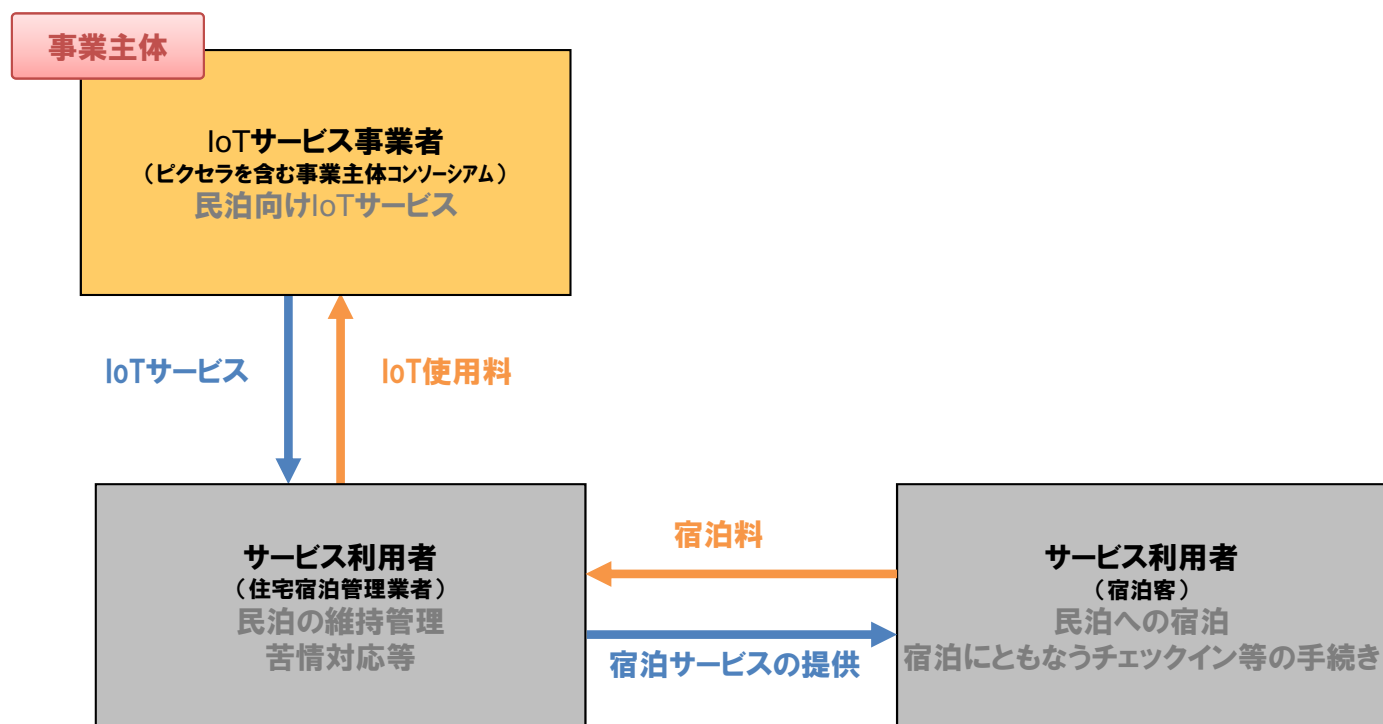 事業主体
IoTサービス事業者
（ピクセラを含む事業主体コンソーシアム）
民泊向けIoTサービス
IoTサービス
IoT使用料
サービス利用者
（住宅宿泊管理業者）
民泊の維持管理
苦情対応等
宿泊料
宿泊サービスの提供
サービス利用者
（宿泊客）
民泊への宿泊
宿泊にともなうチェックイン等の手続き